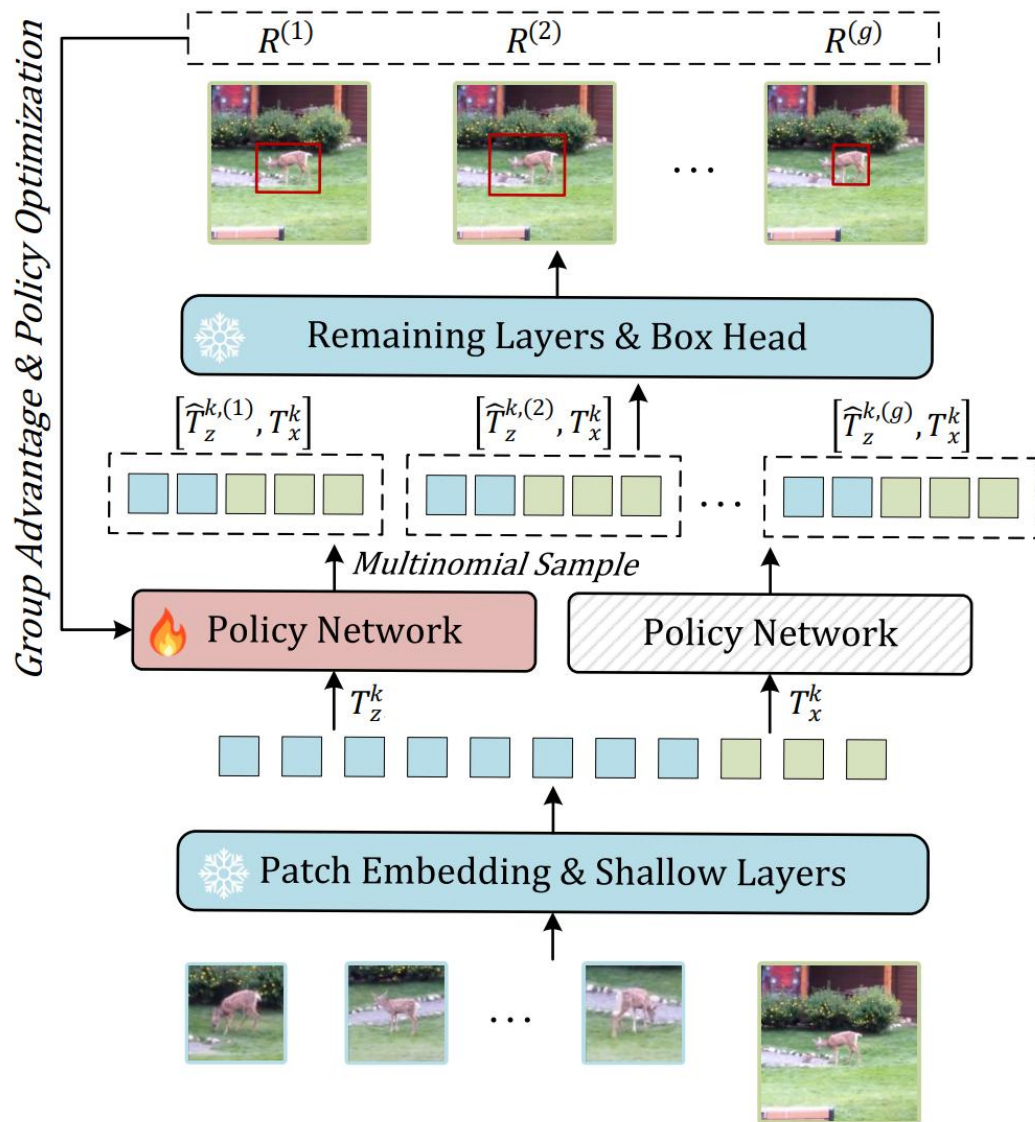 Group Advantage & Policy Optimization
R^{(1)} R^{(2)} R^{(g)}
...
Remaining Layers & Box Head
[T̂_z^{k,(1)}, T_x^k] [T̂_z^{k,(2)}, T_x^k] [T̂_z^{k,(g)}, T_x^k]
...
Multinomial Sample
Policy Network Policy Network
T_z^k T_x^k
Patch Embedding & Shallow Layers
...